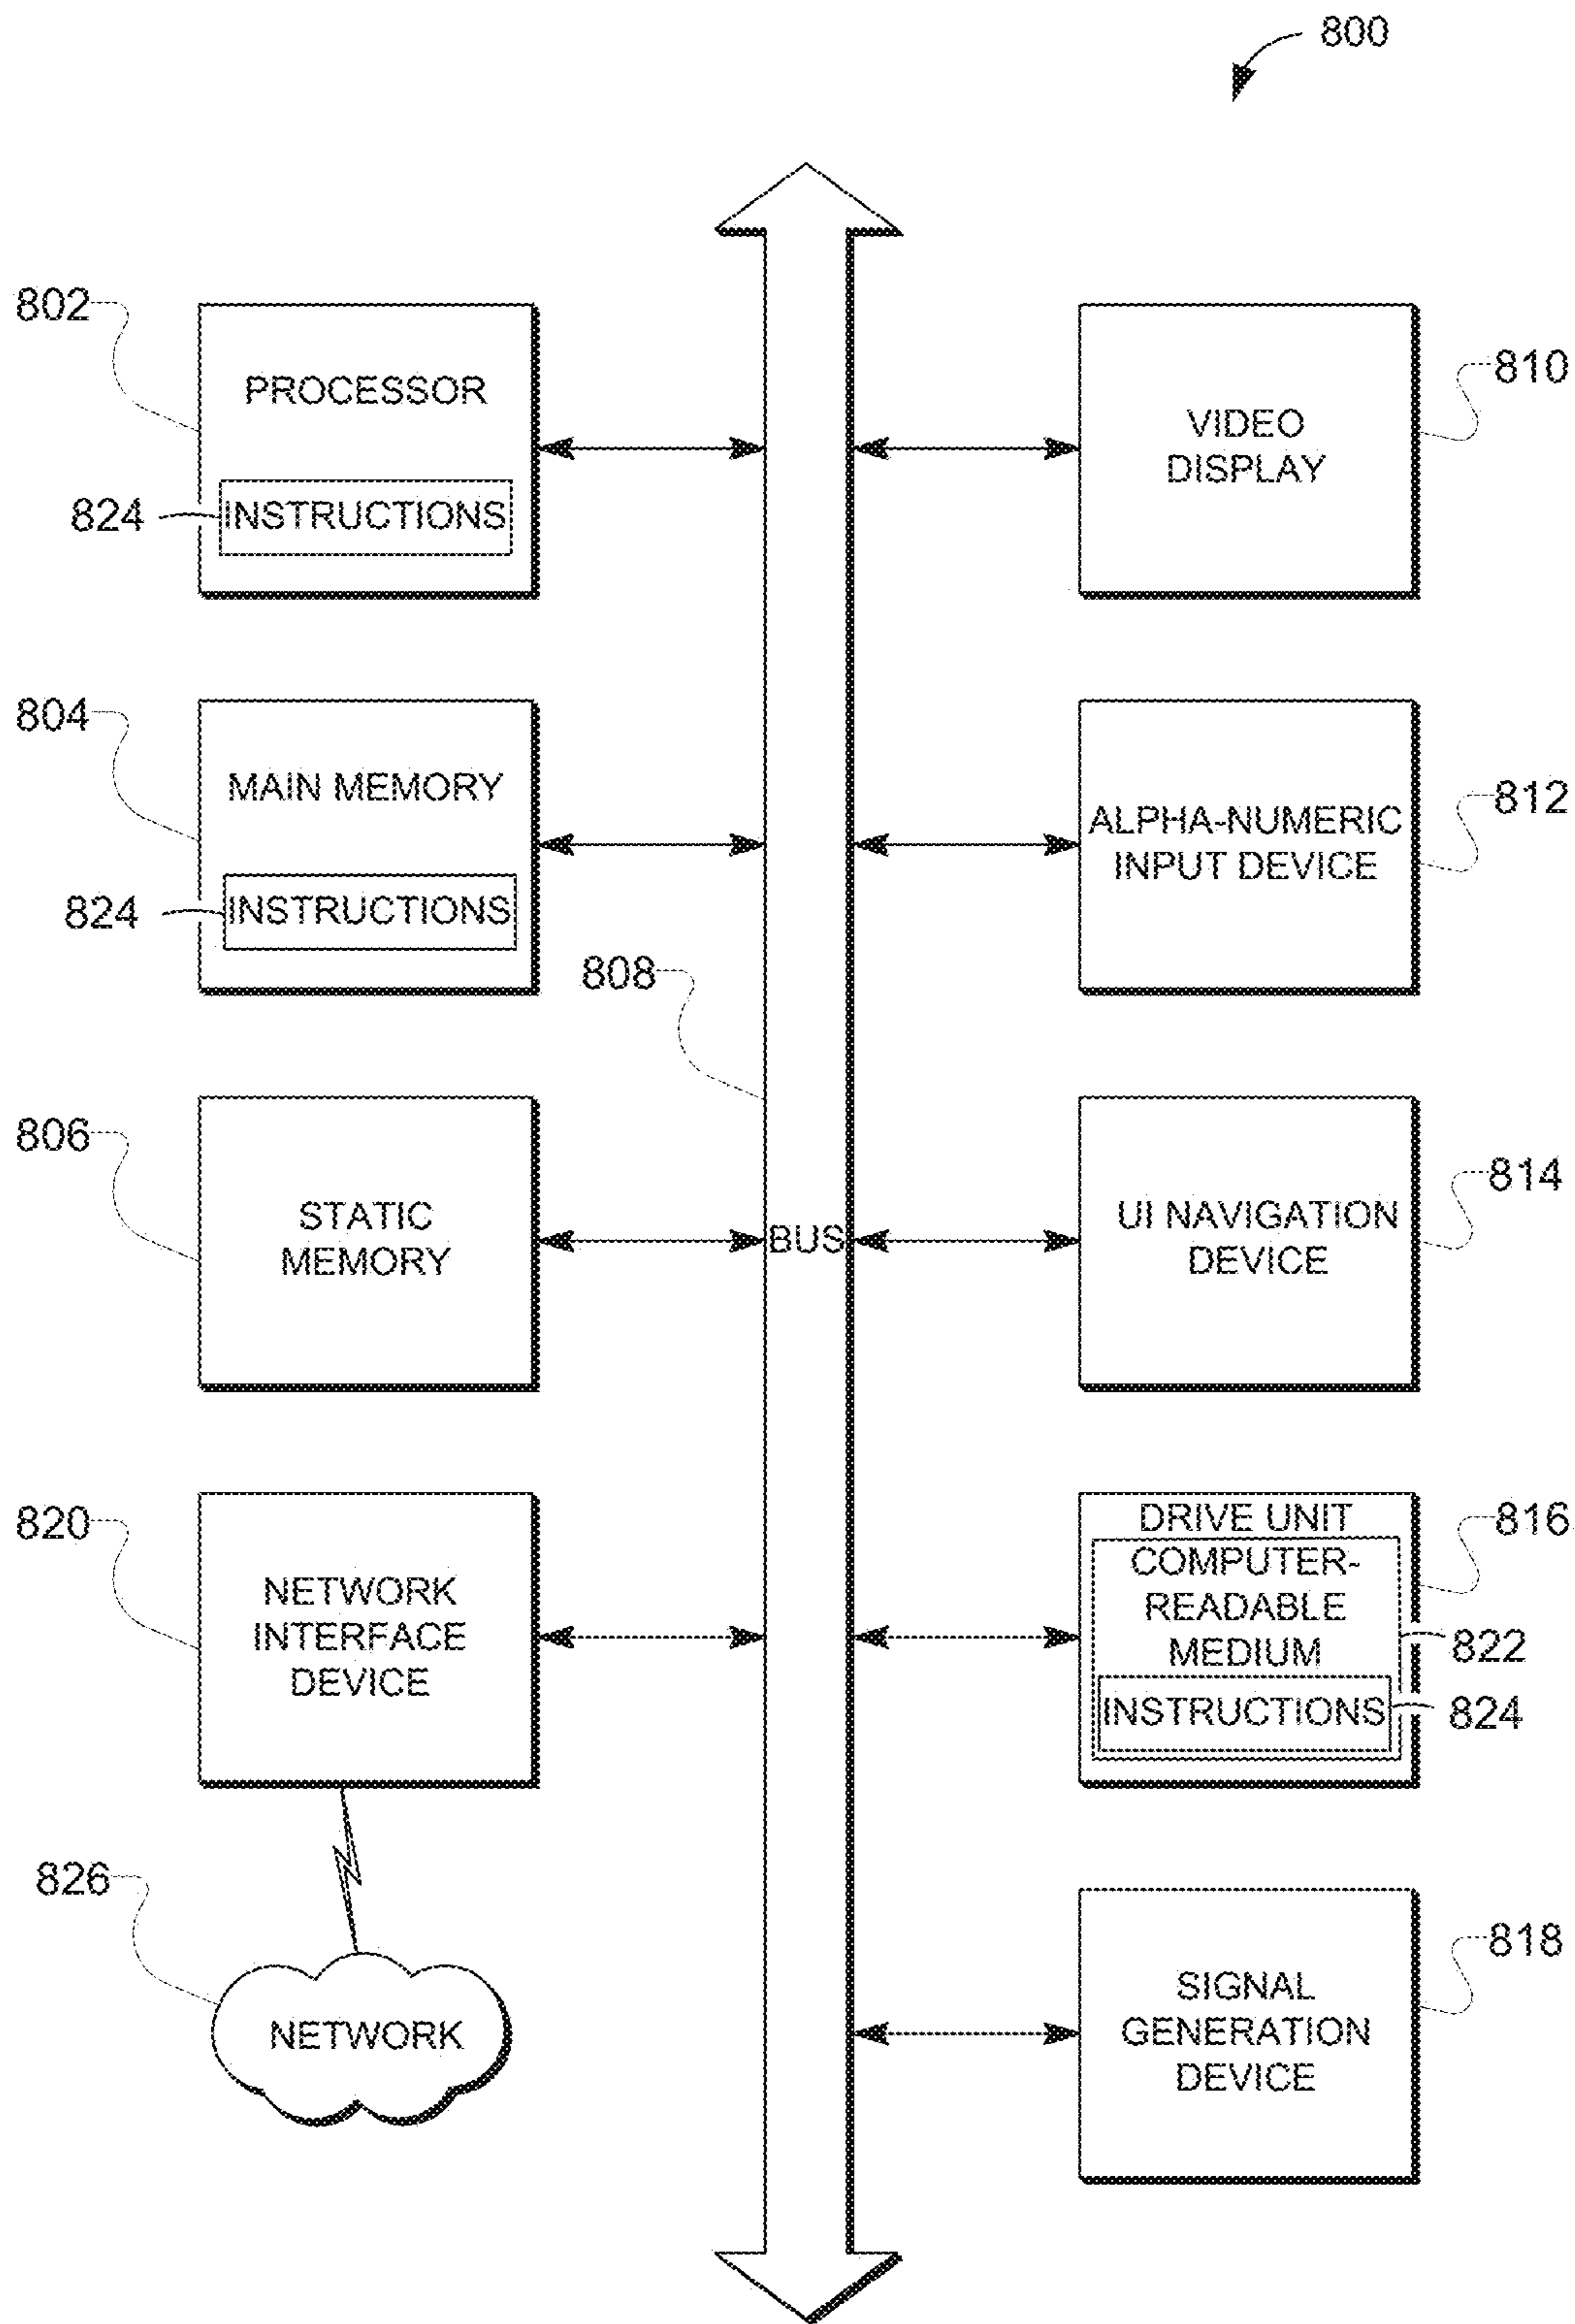 800
802
PROCESSOR
824
INSTRUCTIONS
810
VIDEO
DISPLAY
804
MAIN MEMORY
824
INSTRUCTIONS
812
ALPHA-NUMERIC
INPUT DEVICE
808
BUS
806
STATIC
MEMORY
814
UI NAVIGATION
DEVICE
820
NETWORK
INTERFACE
DEVICE
816
DRIVE UNIT
COMPUTER-
READABLE
MEDIUM
822
INSTRUCTIONS
824
826
NETWORK
818
SIGNAL
GENERATION
DEVICE